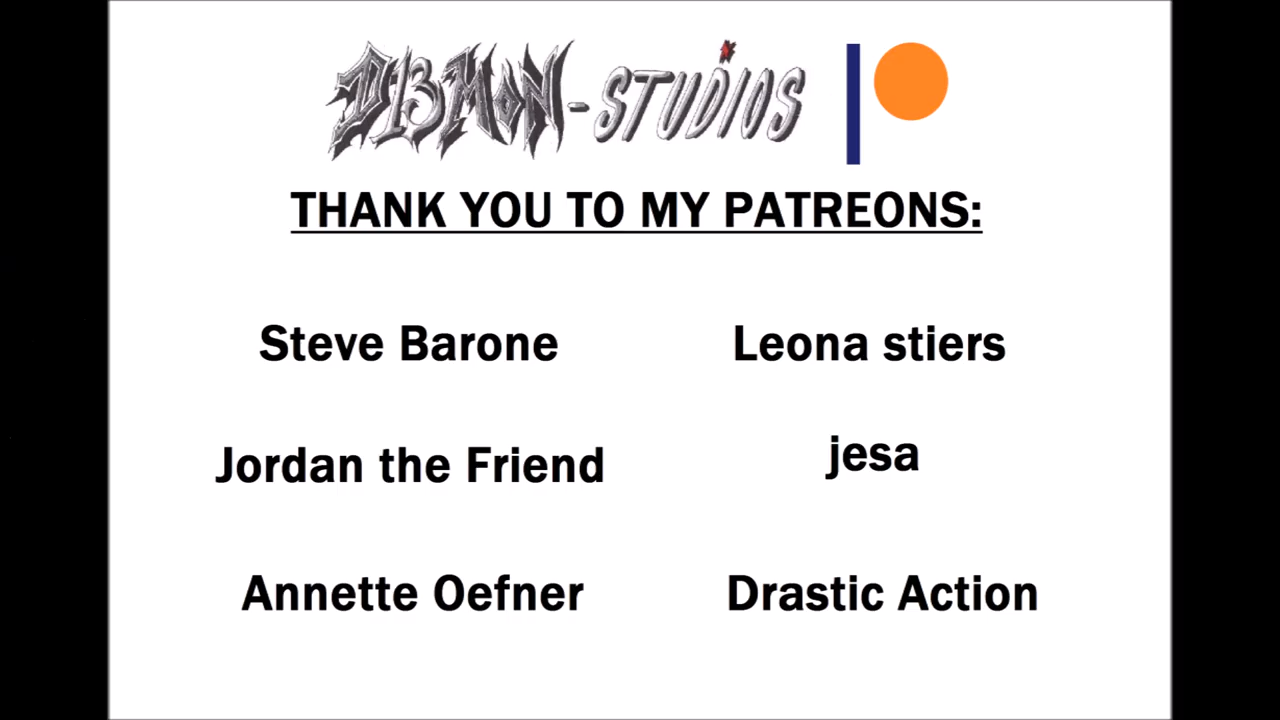 D13MON-STUDIOS
THANK YOU TO MY PATREONS:
Steve Barone
Leona stiers
Jordan the Friend
jesa
Annette Oefner
Drastic Action